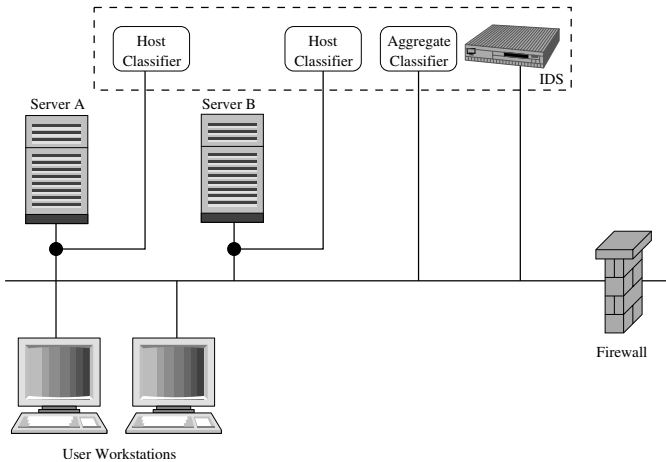 Host
Classifier
Host
Classifier
Aggregate
Classifier
IDS
Server A
Server B
Firewall
User Workstations